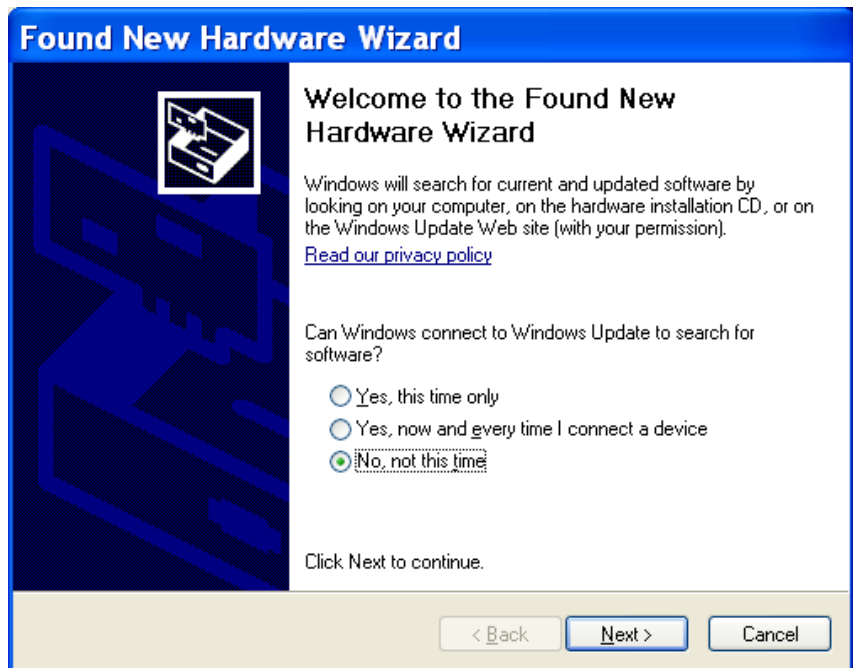 Found New Hardware Wizard
Welcome to the Found New
Hardware Wizard
Windows will search for current and updated software by
looking on your computer, on the hardware installation CD, or on
the Windows Update Web site (with your permission).
Read our privacy policy
Can Windows connect to Windows Update to search for
software?
Yes, this time only
Yes, now and every time I connect a device
No, not this time
Click Next to continue.
< Back Next > Cancel